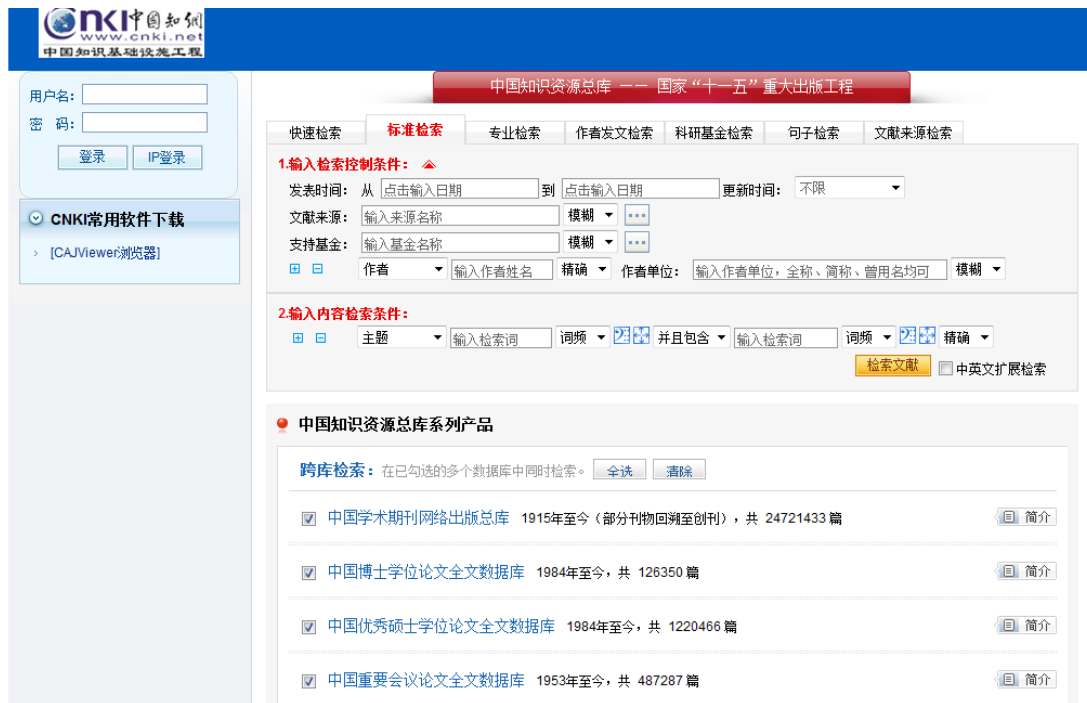 cnki中国知网
www.cnki.net
中国知识基础设施工程
用户名：
密 码：
登录 IP登录
CNKI常用软件下载
[CAJViewer浏览器]
中国知识资源总库 —— 国家“十一五”重大出版工程
快速检索 标准检索 专业检索 作者发文检索 科研基金检索 句子检索 文献来源检索
1.输入检索控制条件：
发表时间： 从 点击输入日期 到 点击输入日期 更新时间： 不限
文献来源： 输入来源名称 模糊 ...
支持基金： 输入基金名称 模糊 ...
作者 输入作者姓名 精确 作者单位： 输入作者单位，全称、简称、曾用名均可 模糊
2.输入内容检索条件：
主题 输入检索词 词频 并且包含 输入检索词 词频 精确
检索文献 中英文扩展检索
中国知识资源总库系列产品
跨库检索：在已勾选的多个数据库中同时检索。 全选 清除
中国学术期刊网络出版总库 1915年至今（部分刊物回溯至创刊），共 24721433 篇 简介
中国博士学位论文全文数据库 1984年至今，共 126350 篇 简介
中国优秀硕士学位论文全文数据库 1984年至今，共 1220466 篇 简介
中国重要会议论文全文数据库 1953年至今，共 487287 篇 简介